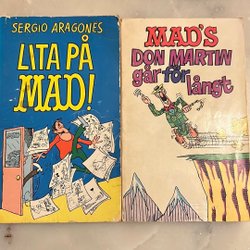 SERGIO ARAGONES
LITA PÅ
MAD!
MAD'S
DON MARTIN
går för
långt